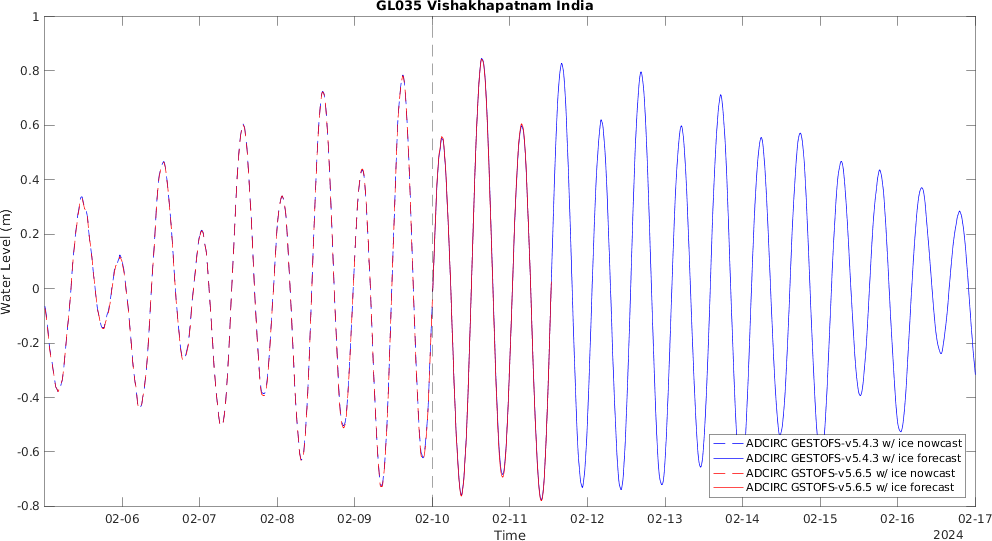 GL035 Vishakhapatnam India
1
0.8
0.6
0.4
0.2
0
-0.2
-0.4
-0.6
-0.8
Water Level (m)
ADCIRC GESTOFS-v5.4.3 w/ ice nowcast
ADCIRC GESTOFS-v5.4.3 w/ ice forecast
ADCIRC GSTOFS-v5.6.5 w/ ice nowcast
ADCIRC GSTOFS-v5.6.5 w/ ice forecast
02-06 02-07 02-08 02-09 02-10 02-11 02-12 02-13 02-14 02-15 02-16 02-17
Time
2024